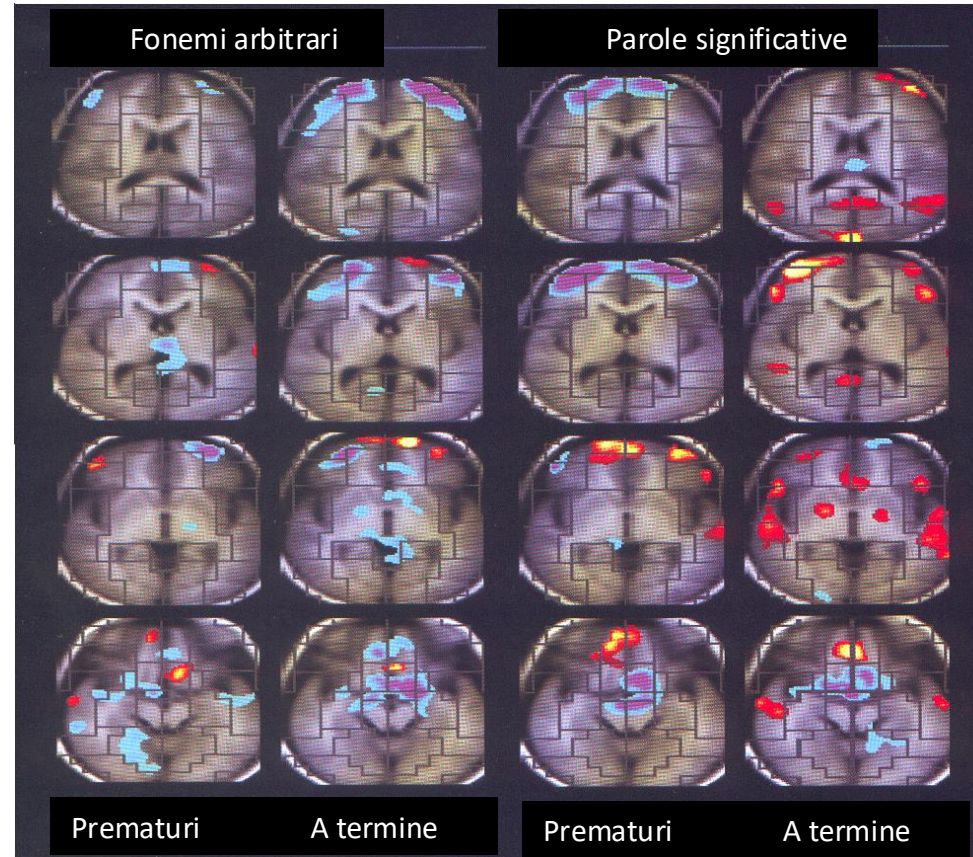 Fonemi arbitrari
Parole significative
Prematuri
A termine
Prematuri
A termine